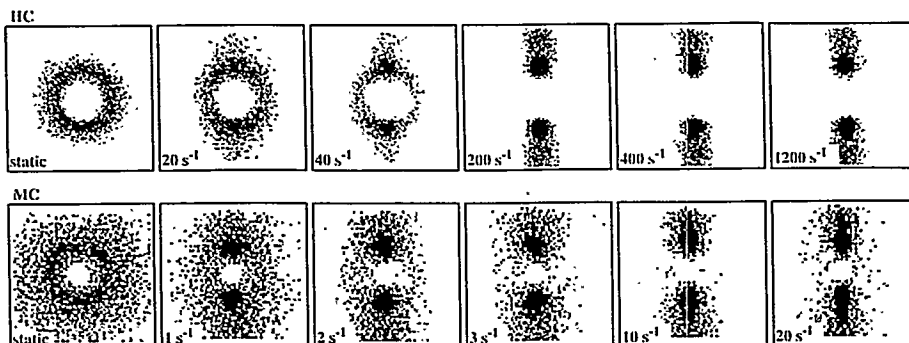 HC
static
20 s⁻¹
40 s⁻¹
200 s⁻¹
400 s⁻¹
1200 s⁻¹
MC
static
1 s⁻¹
2 s⁻¹
3 s⁻¹
10 s⁻¹
20 s⁻¹